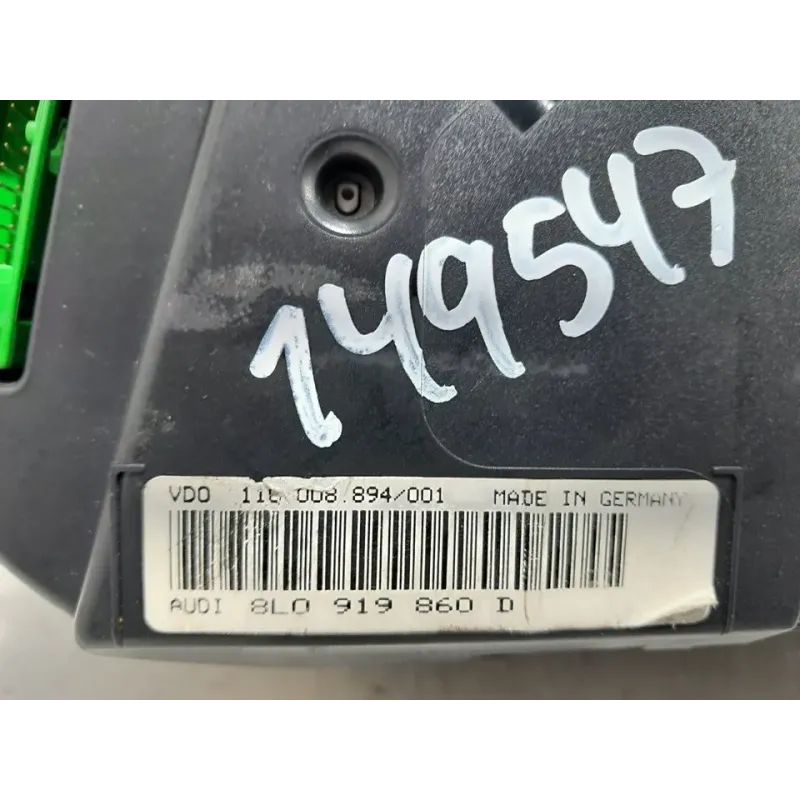 149547
VDO 110.008.894/001 MADE IN GERMANY
AUDI 8L0 919 860 D